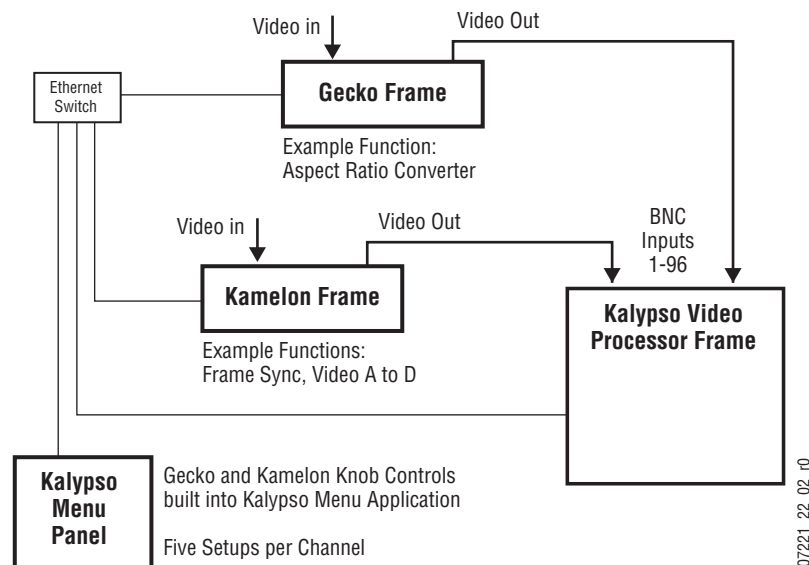 Video in
Video Out
Ethernet
Switch
Gecko Frame
Example Function:
Aspect Ratio Converter
Video in
Video Out
BNC
Inputs
1-96
Kamelon Frame
Kalypso Video
Processor Frame
Example Functions:
Frame Sync, Video A to D
Kalypso
Menu
Panel
Gecko and Kamelon Knob Controls
built into Kalypso Menu Application
Five Setups per Channel
07221_22_02_r0